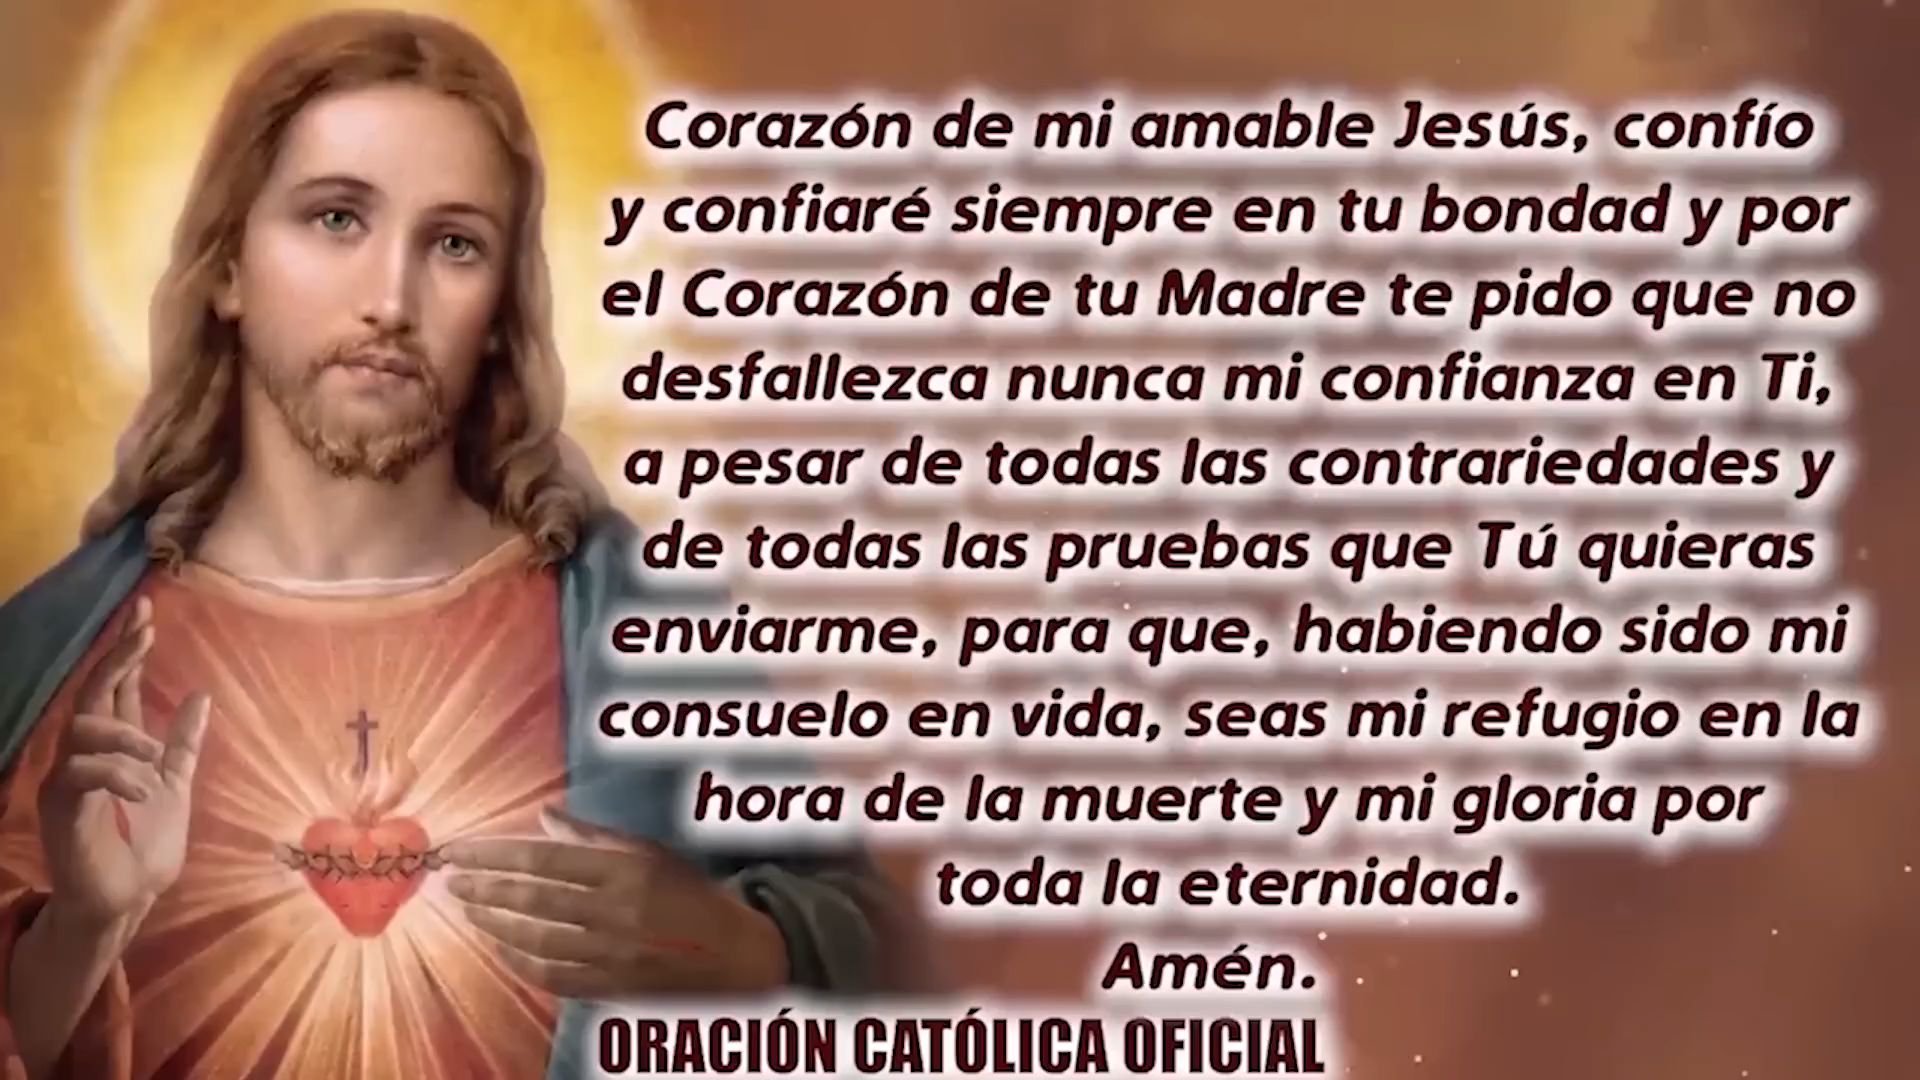 Corazón de mi amable Jesús, confío
y confiaré siempre en tu bondad y por
el Corazón de tu Madre te pido que no
desfallezca nunca mi confianza en Ti,
a pesar de todas las contrariedades y
de todas las pruebas que Tú quieras
enviarme, para que, habiendo sido mi
consuelo en vida, seas mi refugio en la
hora de la muerte y mi gloria por
toda la eternidad.
Amén.
ORACIÓN CATÓLICA OFICIAL